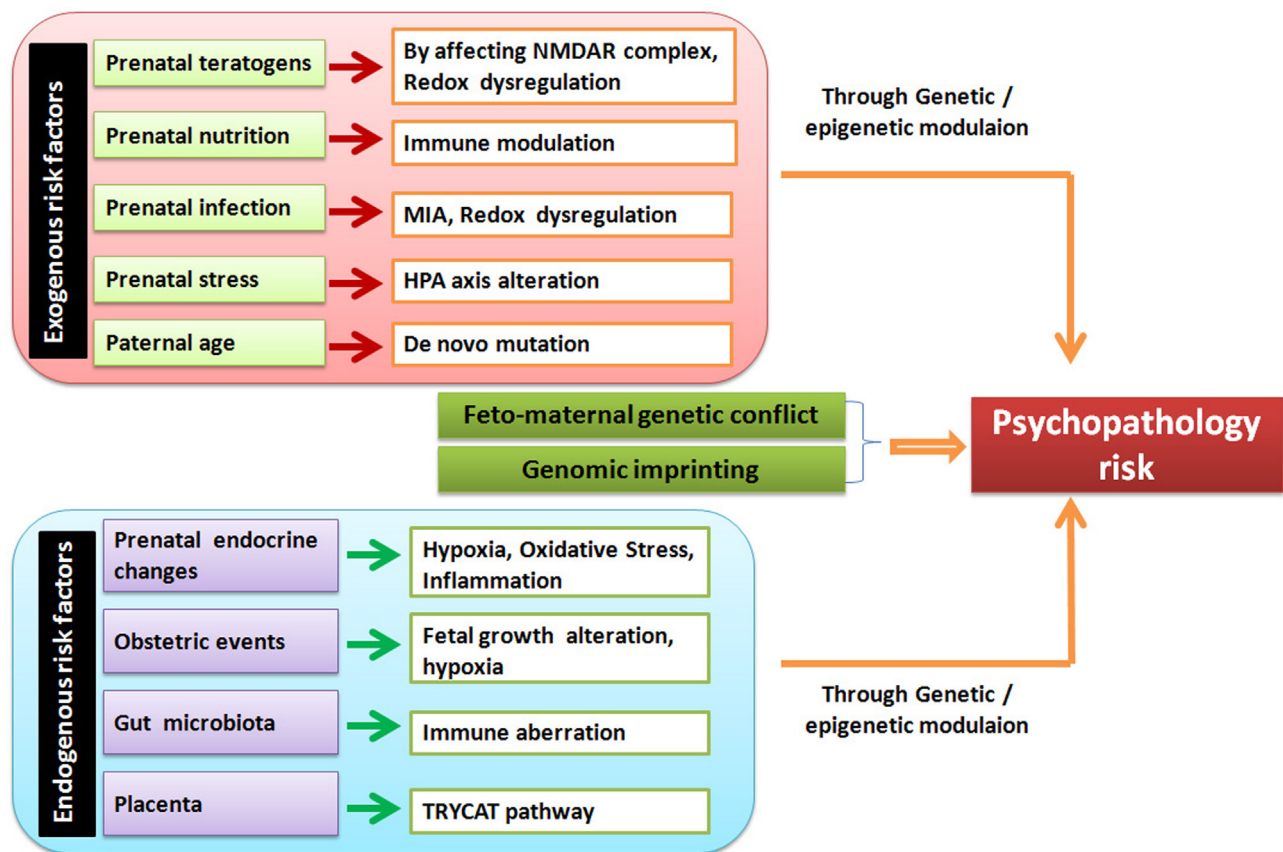 Exogenous risk factors
Prenatal teratogens
By affecting NMDAR complex,
Redox dysregulation
Prenatal nutrition
Immune modulation
Prenatal infection
MIA, Redox dysregulation
Prenatal stress
HPA axis alteration
Paternal age
De novo mutation
Through Genetic /
epigenetic modulaion
Feto-maternal genetic conflict
Genomic imprinting
Psychopathology
risk
Endogenous risk factors
Prenatal endocrine
changes
Hypoxia, Oxidative Stress,
Inflammation
Obstetric events
Fetal growth alteration,
hypoxia
Gut microbiota
Immune aberration
Placenta
TRYCAT pathway
Through Genetic /
epigenetic modulaion